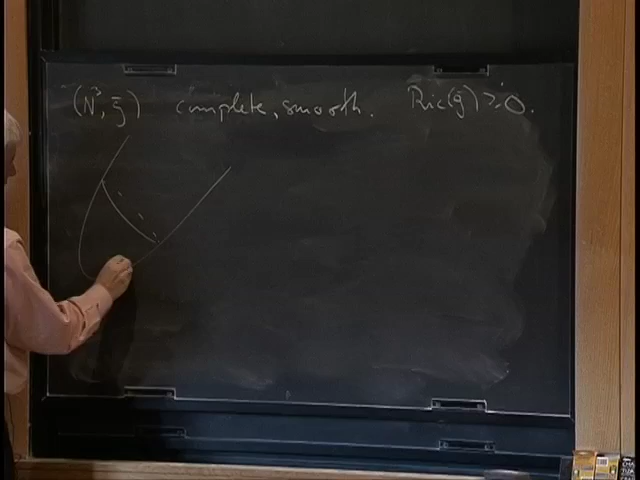 (N³, g̅) complete, smooth. Ric(g̅) ≥ 0.